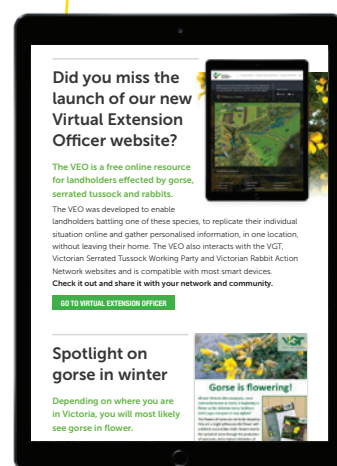 Did you miss the
launch of our new
Virtual Extension
Officer website?
The VEO is a free online resource
for landholders effected by gorse,
serrated tussock and rabbits.
The VEO was developed to enable
landholders battling one of these species, to replicate their individual
situation online and gather personalised information, in one location,
without leaving their home. The VEO also interacts with the VGT,
Victorian Serrated Tussock Working Party and Victorian Rabbit Action
Network websites and is compatible with most smart devices.
Check it out and share it with your network and community.
GO TO VIRTUAL EXTENSION OFFICER
Spotlight on
gorse in winter
Depending on where you are
in Victoria, you will most likely
see gorse in flower.
VGT
Gorse is flowering!